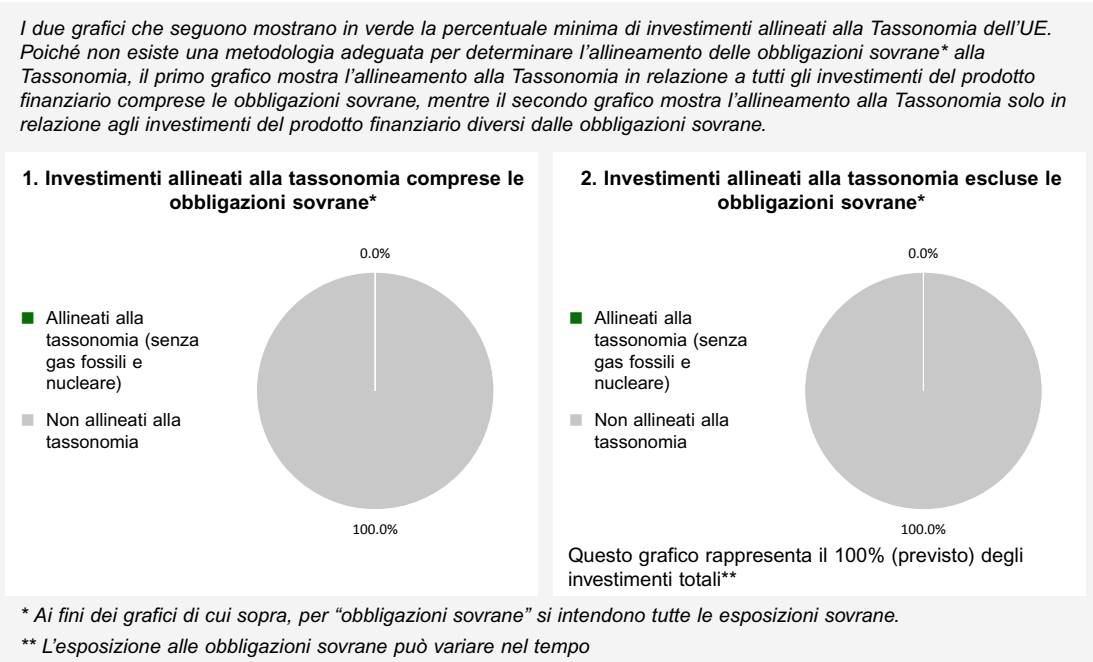 I due grafici che seguono mostrano in verde la percentuale minima di investimenti allineati alla Tassonomia dell’UE.
Poiché non esiste una metodologia adeguata per determinare l’allineamento delle obbligazioni sovrane* alla
Tassonomia, il primo grafico mostra l’allineamento alla Tassonomia in relazione a tutti gli investimenti del prodotto
finanziario comprese le obbligazioni sovrane, mentre il secondo grafico mostra l’allineamento alla Tassonomia solo in
relazione agli investimenti del prodotto finanziario diversi dalle obbligazioni sovrane.
1. Investimenti allineati alla tassonomia comprese le
obbligazioni sovrane*
0.0%
Allineati alla
tassonomia (senza
gas fossili e
nucleare)
Non allineati alla
tassonomia
100.0%
2. Investimenti allineati alla tassonomia escluse le
obbligazioni sovrane*
0.0%
Allineati alla
tassonomia (senza
gas fossili e
nucleare)
Non allineati alla
tassonomia
100.0%
Questo grafico rappresenta il 100% (previsto) degli
investimenti totali**
* Ai fini dei grafici di cui sopra, per “obbligazioni sovrane” si intendono tutte le esposizioni sovrane.
** L’esposizione alle obbligazioni sovrane può variare nel tempo